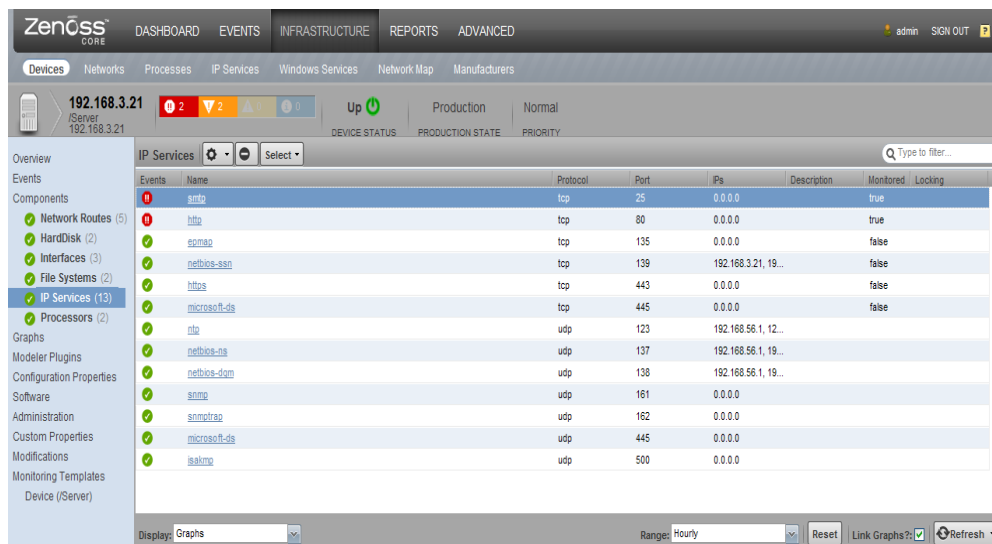 Zenoss
CORE
DASHBOARD EVENTS INFRASTRUCTURE REPORTS ADVANCED
admin SIGN OUT ?
Devices Networks Processes IP Services Windows Services Network Map Manufacturers
192.168.3.21
/Server
192.168.3.21
2 2 0 0
Up
DEVICE STATUS
Production
PRODUCTION STATE
Normal
PRIORITY
Overview
Events
Components
Network Routes (5)
HardDisk (2)
Interfaces (3)
File Systems (2)
IP Services (13)
Processors (2)
Graphs
Modeler Plugins
Configuration Properties
Software
Administration
Custom Properties
Modifications
Monitoring Templates
Device (/Server)
IP Services Select Type to filter...
Events Name Protocol Port IPs Description Monitored Locking
smtp tcp 25 0.0.0.0 true
http tcp 80 0.0.0.0 true
epmap tcp 135 0.0.0.0 false
netbios-ssn tcp 139 192.168.3.21, 19... false
https tcp 443 0.0.0.0 false
microsoft-ds tcp 445 0.0.0.0 false
ntp udp 123 192.168.56.1, 12...
netbios-ns udp 137 192.168.56.1, 19...
netbios-dgm udp 138 192.168.56.1, 19...
snmp udp 161 0.0.0.0
snmptrap udp 162 0.0.0.0
microsoft-ds udp 445 0.0.0.0
isakmp udp 500 0.0.0.0
Display: Graphs Range: Hourly Reset Link Graphs?: Refresh